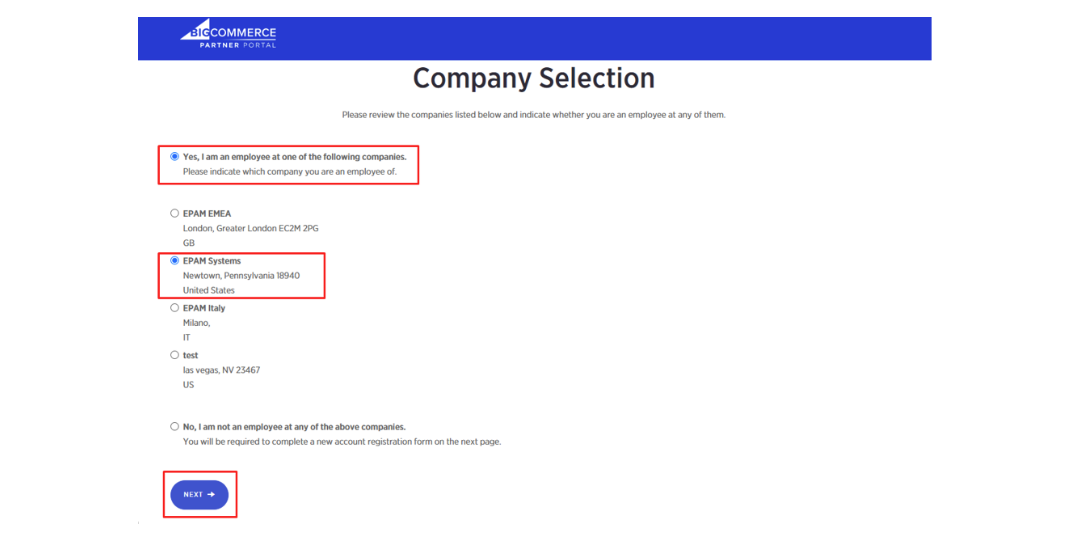 BIGCOMMERCE
PARTNER PORTAL
Company Selection
Please review the companies listed below and indicate whether you are an employee at any of them.
Yes, I am an employee at one of the following companies.
Please indicate which company you are an employee of.
EPAM EMEA
London, Greater London EC2M 2PG
GB
EPAM Systems
Newtown, Pennsylvania 18940
United States
EPAM Italy
Milano,
IT
test
las vegas, NV 23467
US
No, I am not an employee at any of the above companies.
You will be required to complete a new account registration form on the next page.
NEXT →